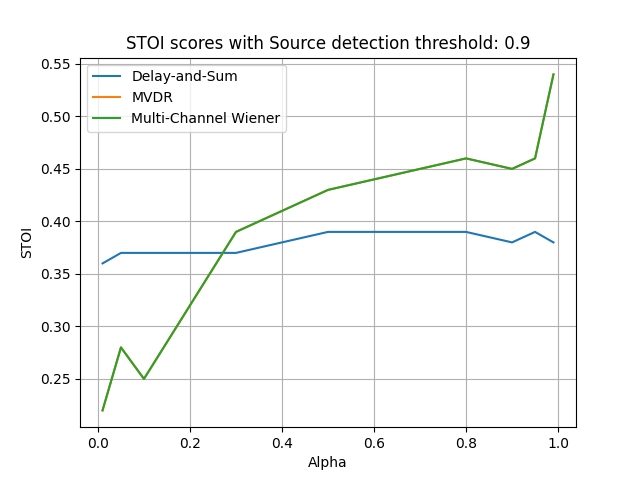 STOI scores with Source detection threshold: 0.9
Delay-and-Sum
MVDR
Multi-Channel Wiener
STOI
0.55
0.50
0.45
0.40
0.35
0.30
0.25
0.0 0.2 0.4 0.6 0.8 1.0
Alpha